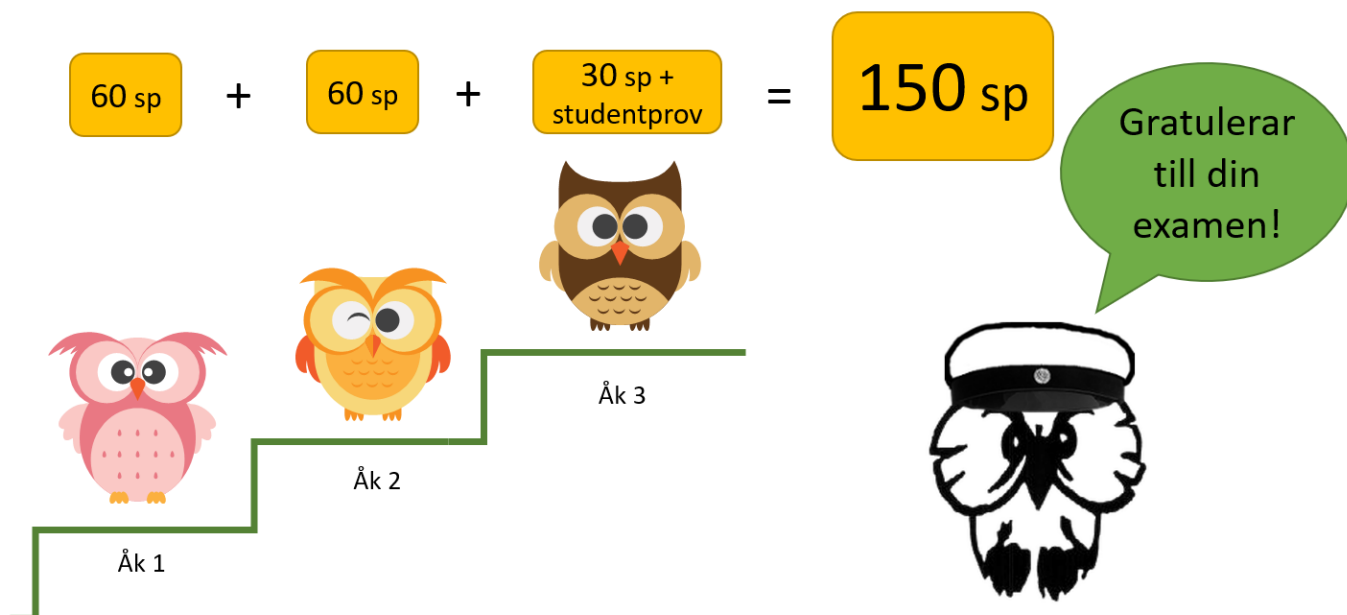 60 sp
+
60 sp
+
30 sp +
studentprov
=
150 sp
Gratulerar
till din
examen!
Åk 3
Åk 2
Åk 1